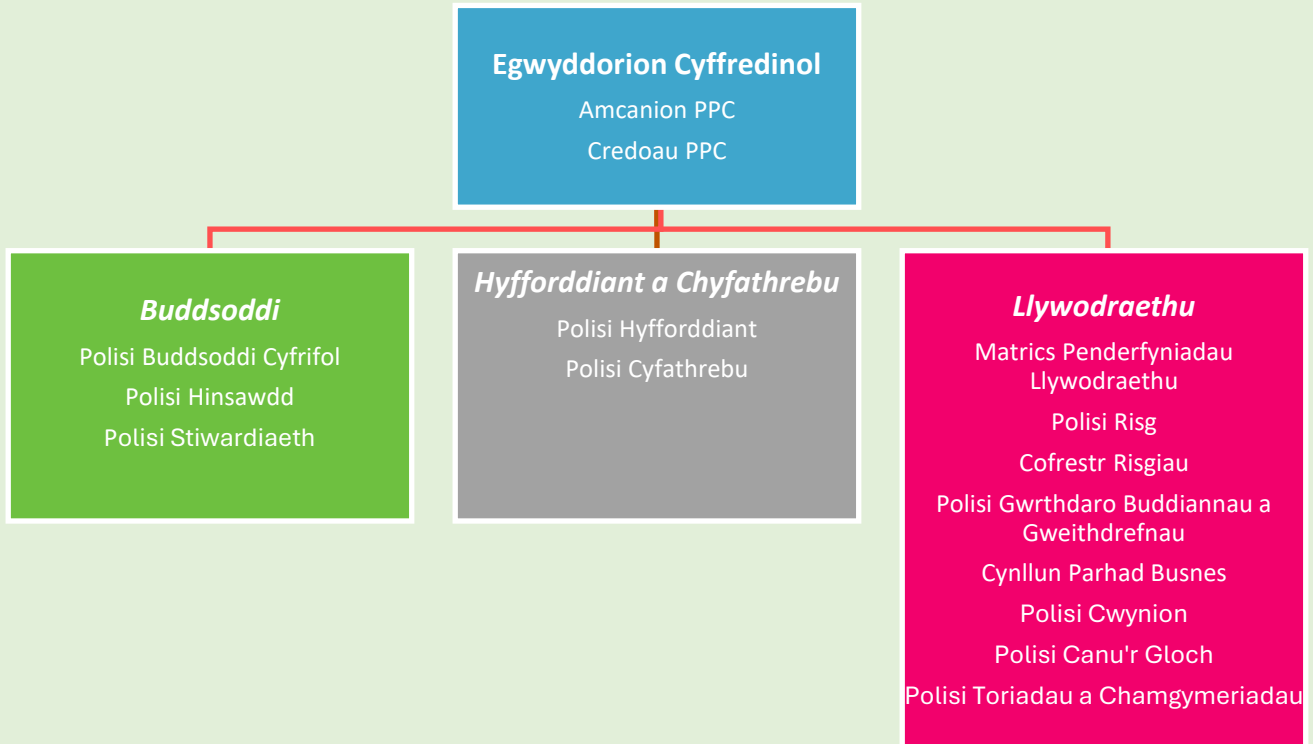 Egwyddorion Cyffredinol
Amcanion PPC
Credoau PPC
Buddsoddi
Polisi Buddsoddi Cyfrifol
Polisi Hinsawdd
Polisi Stiwardiaeth
Hyfforddiant a Chyfathrebu
Polisi Hyfforddiant
Polisi Cyfathrebu
Llywodraethu
Matrics Penderfyniadau
Llywodraethu
Polisi Risg
Cofrestr Risgiau
Polisi Gwrthdaro Buddiannau a
Gweithdrefnau
Cynllun Parhad Busnes
Polisi Cwynion
Polisi Canu'r Gloch
Polisi Toriadau a Chamgymeriadau